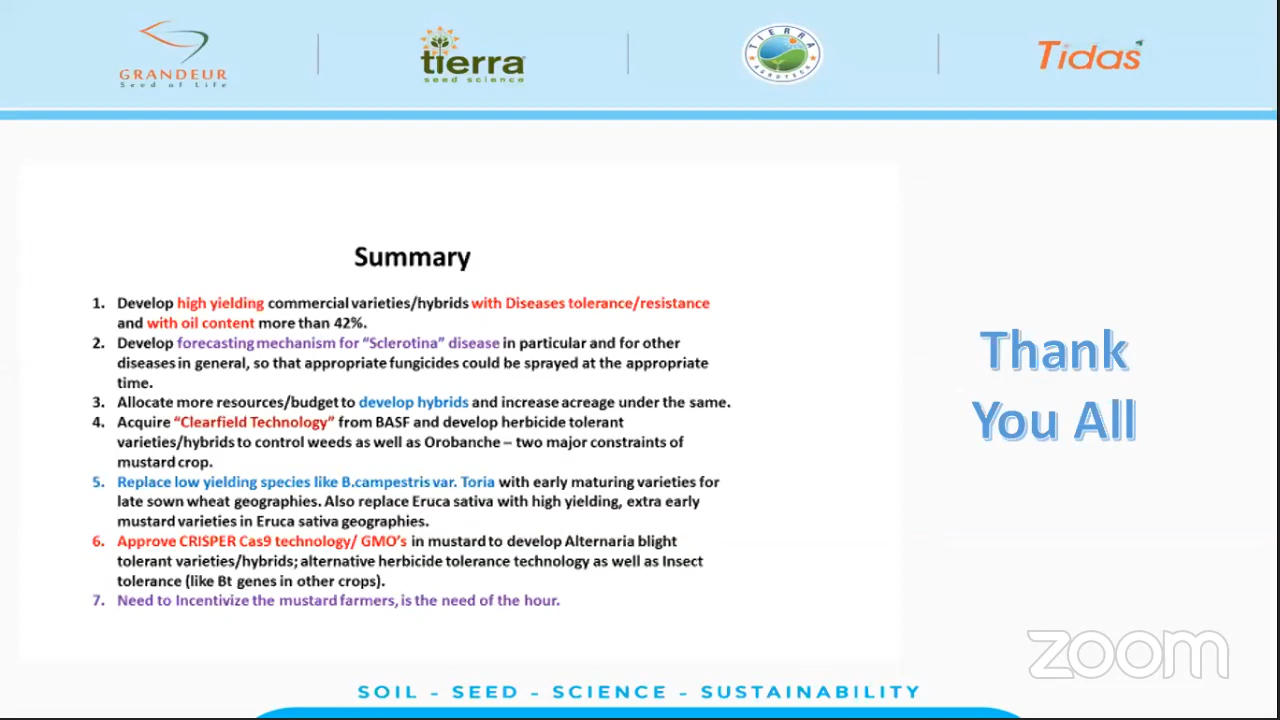 GRANDEUR
Seed of Life
tierra
seed science
TIERRA
AGROTECH
Tidas
Summary
1. Develop high yielding commercial varieties/hybrids with Diseases tolerance/resistance
and with oil content more than 42%.
2. Develop forecasting mechanism for “Sclerotina” disease in particular and for other
diseases in general, so that appropriate fungicides could be sprayed at the appropriate
time.
3. Allocate more resources/budget to develop hybrids and increase acreage under the same.
4. Acquire “Clearfield Technology” from BASF and develop herbicide tolerant
varieties/hybrids to control weeds as well as Orobanche – two major constraints of
mustard crop.
5. Replace low yielding species like B.campestris var. Toria with early maturing varieties for
late sown wheat geographies. Also replace Eruca sativa with high yielding, extra early
mustard varieties in Eruca sativa geographies.
6. Approve CRISPER Cas9 technology/ GMO’s in mustard to develop Alternaria blight
tolerant varieties/hybrids; alternative herbicide tolerance technology as well as Insect
tolerance (like Bt genes in other crops).
7. Need to Incentivize the mustard farmers, is the need of the hour.
Thank
You All
zoom
SOIL - SEED - SCIENCE - SUSTAINABILITY